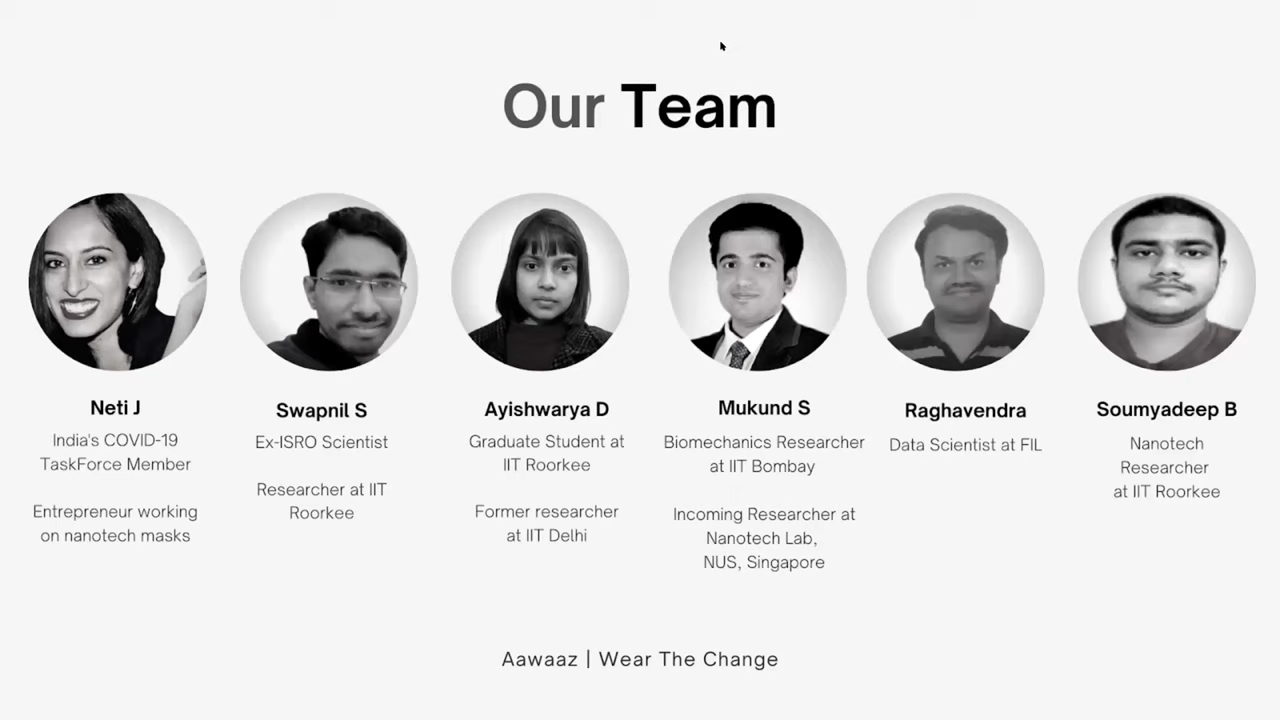 Our Team
Neti J
India's COVID-19
TaskForce Member
Entrepreneur working
on nanotech masks
Swapnil S
Ex-ISRO Scientist
Researcher at IIT
Roorkee
Ayishwarya D
Graduate Student at
IIT Roorkee
Former researcher
at IIT Delhi
Mukund S
Biomechanics Researcher
at IIT Bombay
Incoming Researcher at
Nanotech Lab,
NUS, Singapore
Raghavendra
Data Scientist at FIL
Soumyadeep B
Nanotech
Researcher
at IIT Roorkee
Aawaaz | Wear The Change